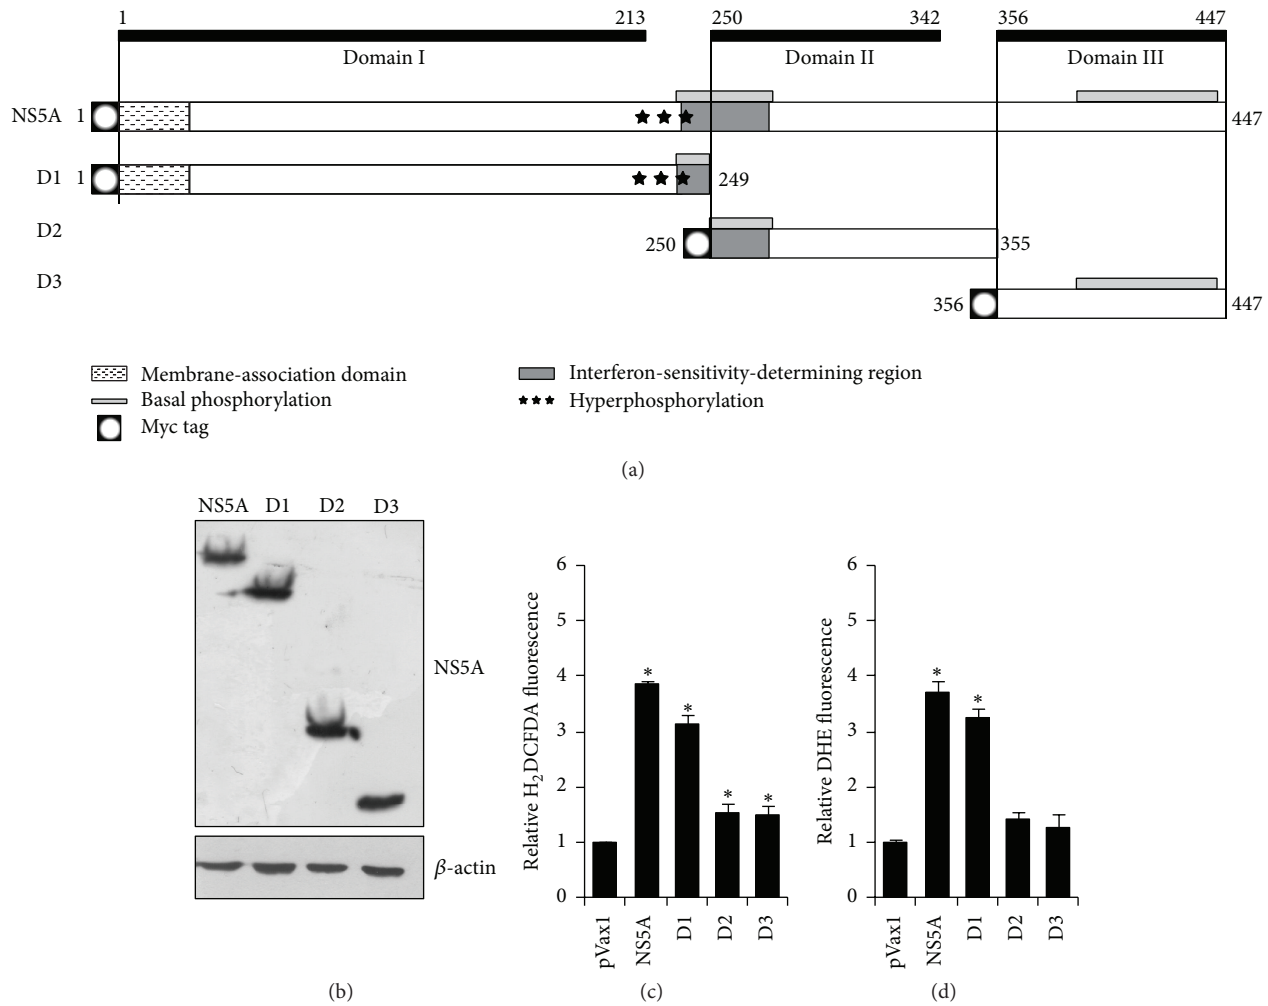 1 213 250 342 356 447
Domain I Domain II Domain III
NS5A 1 447
D1 1 249
D2 250 355
D3 356 447
Membrane-association domain
Basal phosphorylation
Myc tag
Interferon-sensitivity-determining region
Hyperphosphorylation
(a)
NS5A D1 D2 D3
NS5A
β-actin
(b)
Relative H₂DCFDA fluorescence
6
5
4
3
2
1
0
* * * *
pVax1 NS5A D1 D2 D3
(c)
Relative DHE fluorescence
6
5
4
3
2
1
0
* *
pVax1 NS5A D1 D2 D3
(d)